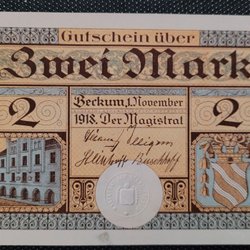 Gutschein über
Zwei Mark
2 Beckum, 1. November 2
1918. Der Magistrat